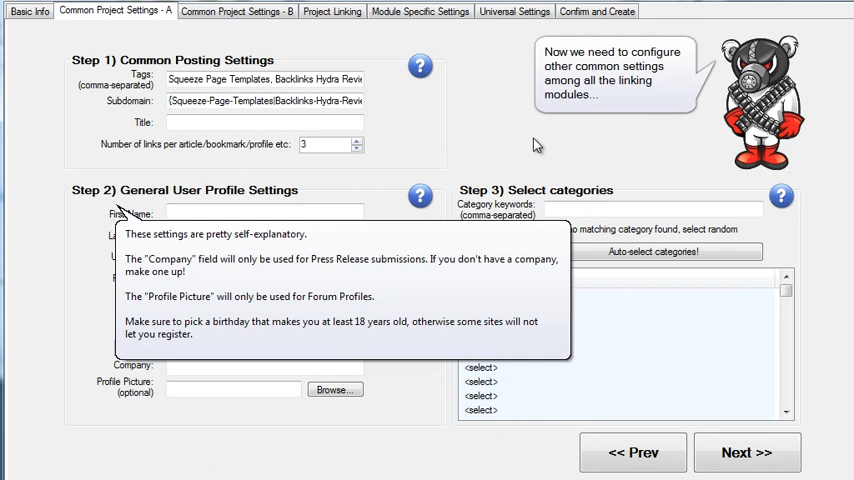 Basic Info
Common Project Settings - A
Common Project Settings - B
Project Linking
Module Specific Settings
Universal Settings
Confirm and Create
Step 1) Common Posting Settings
Tags:
(comma-separated)
Squeeze Page Templates, Backlinks Hydra Revie
Subdomain:
{Squeeze-Page-Templates|Backlinks-Hydra-Revie
Title:
Number of links per article/bookmark/profile etc:
3
?
Now we need to configure
other common settings
among all the linking
modules...
Step 2) General User Profile Settings
?
First Name:
These settings are pretty self-explanatory.
The "Company" field will only be used for Press Release submissions. If you don't have a company,
make one up!
The "Profile Picture" will only be used for Forum Profiles.
Make sure to pick a birthday that makes you at least 18 years old, otherwise some sites will not
let you register.
Company:
Profile Picture:
(optional)
Browse...
Step 3) Select categories
?
Category keywords:
(comma-separated)
no matching category found, select random
Auto-select categories!
<select>
<select>
<select>
<select>
<< Prev
Next >>